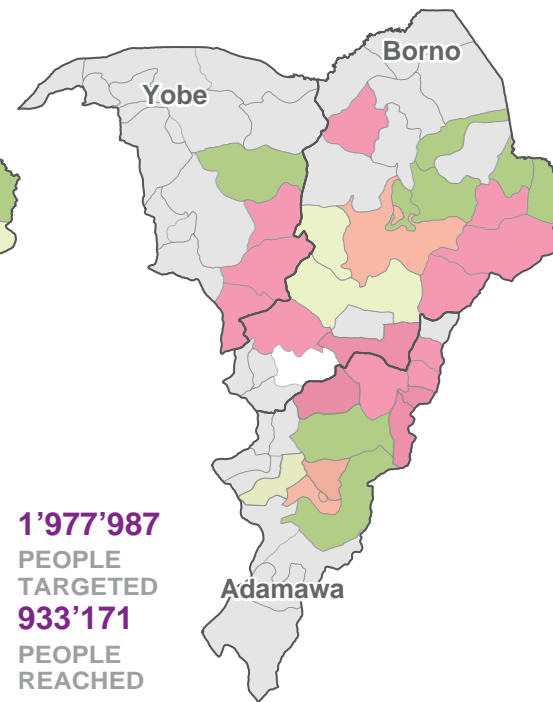 Borno
Yobe
1’977’987
PEOPLE
TARGETED
933’171
PEOPLE
REACHED
Adamawa